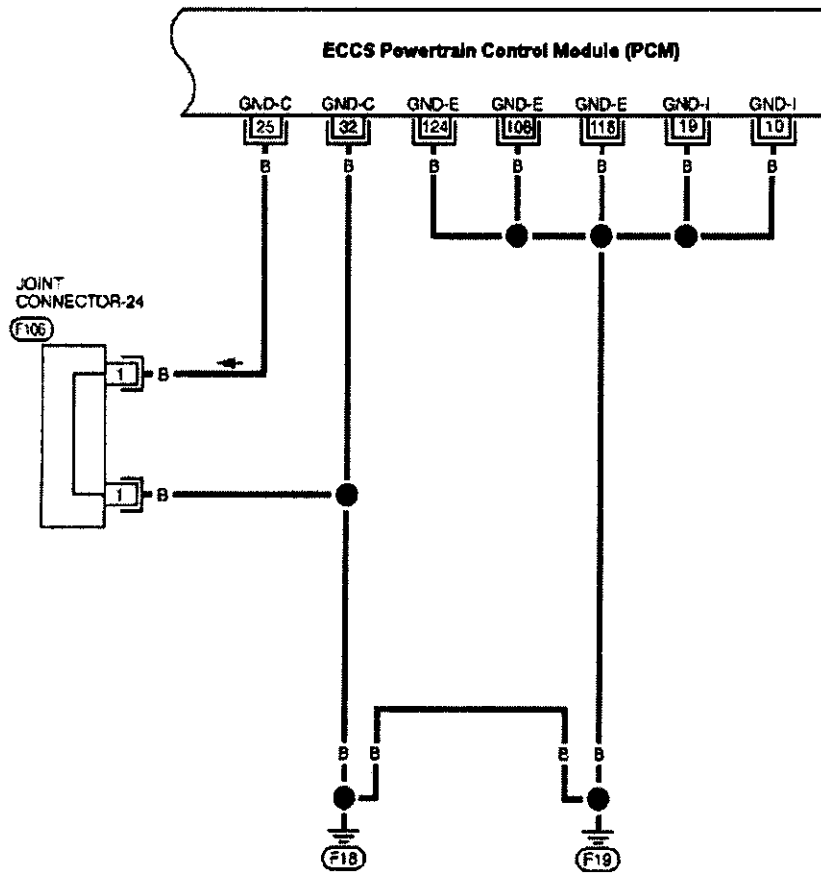 ECCS Powertrain Control Module (PCM)
GND-C GND-C GND-E GND-E GND-E GND-I GND-I
25 32 124 108 118 19 10
B B B B B B B
JOINT
CONNECTOR-24
F106
1 B
1 B
B B B B
F18 F19